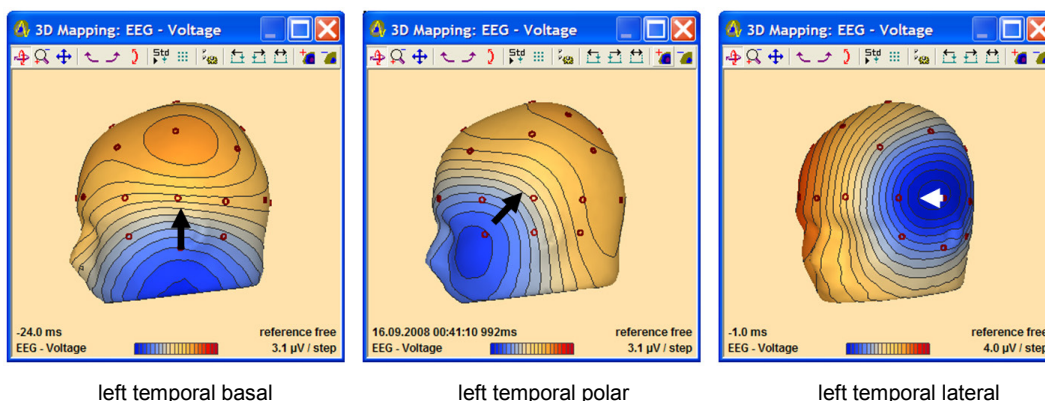 3D Mapping: EEG - Voltage
3D Mapping: EEG - Voltage
3D Mapping: EEG - Voltage
Std
Std
Std
-24.0 ms
reference free
EEG - Voltage
3.1 µV / step
16.09.2008 00:41:10 992ms
reference free
EEG - Voltage
3.1 µV / step
-1.0 ms
reference free
EEG - Voltage
4.0 µV / step
left temporal basal
left temporal polar
left temporal lateral